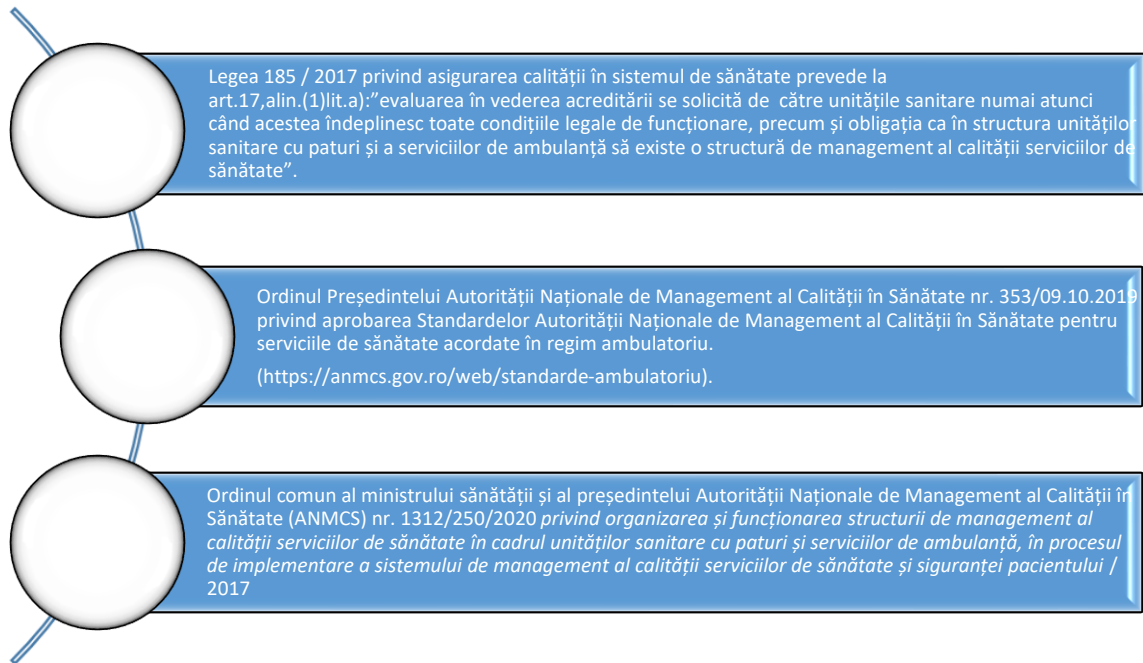 Legea 185 / 2017 privind asigurarea calității în sistemul de sănătate prevede la
art.17,alin.(1)lit.a):”evaluarea în vederea acreditării se solicită de către unitățile sanitare numai atunci
când acestea îndeplinesc toate condițiile legale de funcționare, precum și obligația ca în structura unităților
sanitare cu paturi și a serviciilor de ambulanță să existe o structură de management al calității serviciilor de
sănătate”.
Ordinul Președintelui Autorității Naționale de Management al Calității în Sănătate nr. 353/09.10.2019
privind aprobarea Standardelor Autorității Naționale de Management al Calității în Sănătate pentru
serviciile de sănătate acordate în regim ambulatoriu.
(https://anmcs.gov.ro/web/standarde-ambulatoriu).
Ordinul comun al ministrului sănătății și al președintelui Autorității Naționale de Management al Calității în
Sănătate (ANMCS) nr. 1312/250/2020 privind organizarea și funcționarea structurii de management al
calității serviciilor de sănătate în cadrul unităților sanitare cu paturi și serviciilor de ambulanță, în procesul
de implementare a sistemului de management al calității serviciilor de sănătate și siguranței pacientului /
2017